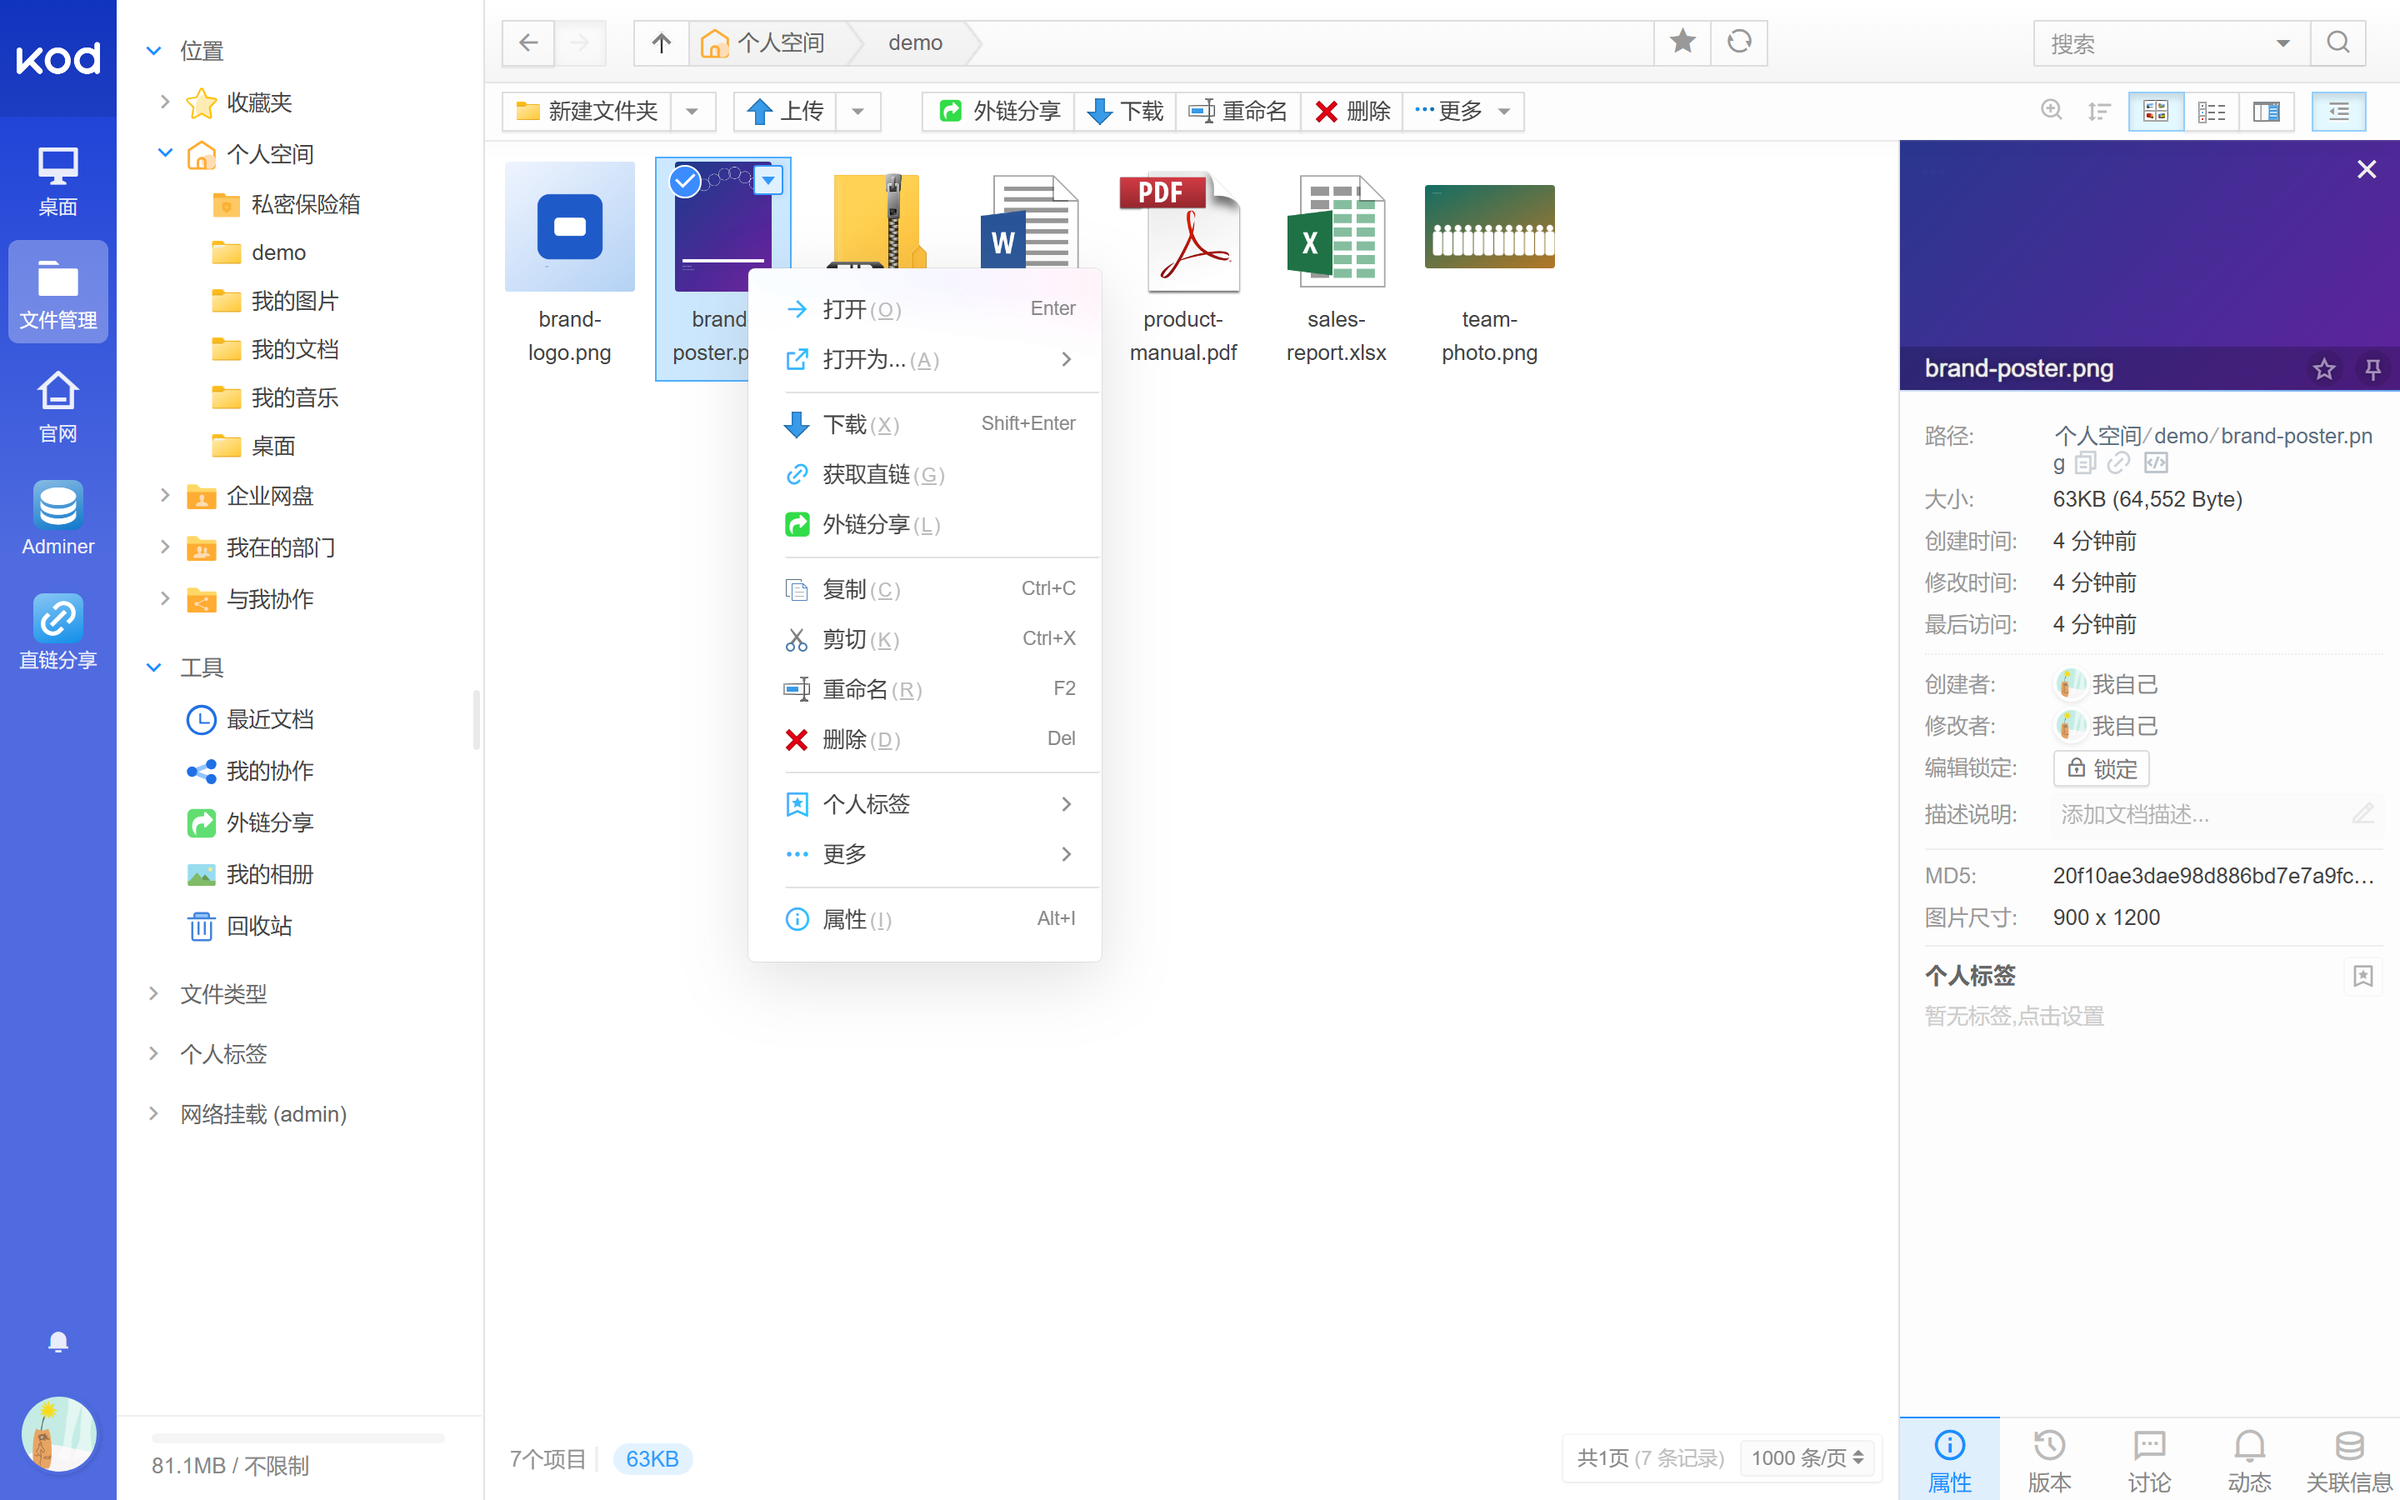 kod
桌面
文件管理
官网
Adminer
直链分享
位置
收藏夹
个人空间
私密保险箱
demo
我的图片
我的文档
我的音乐
桌面
企业网盘
我在的部门
与我协作
工具
最近文档
我的协作
外链分享
我的相册
回收站
文件类型
个人标签
网络挂载 (admin)
81.1MB / 不限制
个人空间
demo
搜索
新建文件夹
上传
外链分享
下载
重命名
删除
更多
brand-
logo.png
brand
poster.p
W
PDF
product-
manual.pdf
X
sales-
report.xlsx
team-
photo.png
打开 (O) Enter
打开为... (A)
下载 (X) Shift+Enter
获取直链 (G)
外链分享 (L)
复制 (C) Ctrl+C
剪切 (K) Ctrl+X
重命名 (R) F2
删除 (D) Del
个人标签
更多
属性 (I) Alt+I
7个项目
63KB
共1页 (7 条记录)
1000 条/页
brand-poster.png
路径: 个人空间/demo/brand-poster.pn
g
大小: 63KB (64,552 Byte)
创建时间: 4 分钟前
修改时间: 4 分钟前
最后访问: 4 分钟前
创建者: 我自己
修改者: 我自己
编辑锁定: 锁定
描述说明: 添加文档描述...
MD5: 20f10ae3dae98d886bd7e7a9fc...
图片尺寸: 900 x 1200
个人标签
暂无标签,点击设置
属性
版本
讨论
动态
关联信息